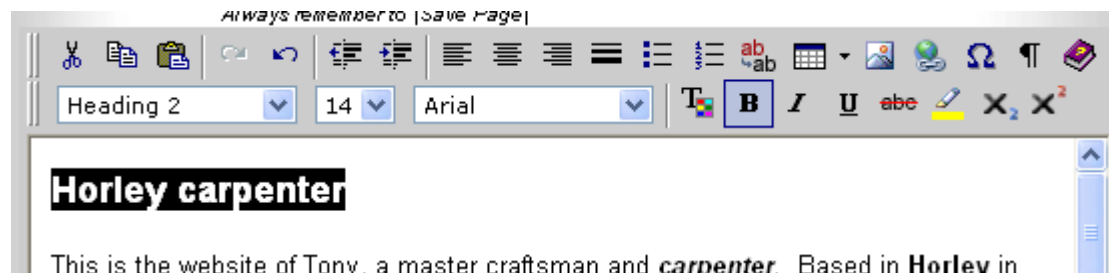 Always remember to [Save Page]
Heading 2 14 Arial
Horley carpenter
This is the website of Tony, a master craftsman and carpenter. Based in Horley in